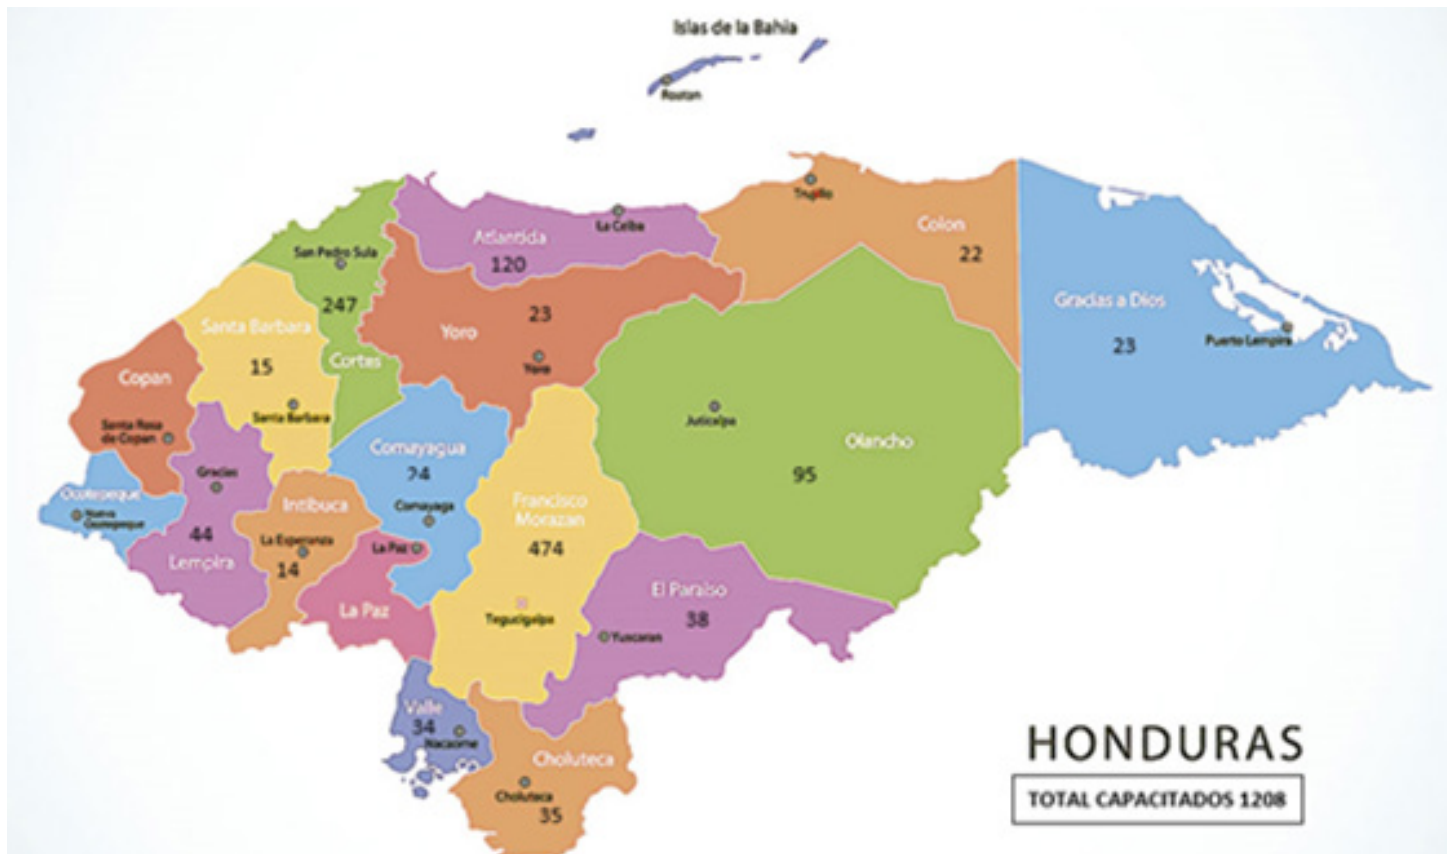 Islas de la Bahia
Roatan
Trujillo
Colon
22
Atlantida
120
La Ceiba
San Pedro Sula
247
Cortes
Gracias a Dios
23
Puerto Lempira
Santa Barbara
15
Santa Barbara
Yoro
23
Yoro
Copan
Santa Rosa
de Copan
Juticalpa
Olancho
95
Comayagua
24
Comayaga
Gracias
44
Lempira
Ocotepeque
Nueva
Ocotepeque
Intibuca
La Esperanza
14
Francisco
Morazan
474
Tegucigalpa
La Paz
La Paz
El Paraiso
38
Yuscaran
Valle
34
Nacaome
Choluteca
Choluteca
35
HONDURAS
TOTAL CAPACITADOS 1208